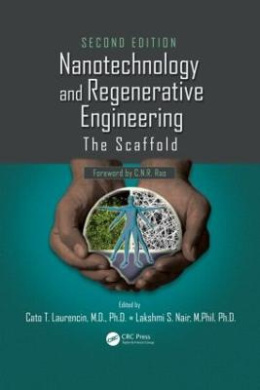 SECOND EDITION
Nanotechnology
and Regenerative
Engineering
The Scaffold
Foreword by C.N.R. Rao
Edited by
Cato T. Laurencin, M.D., Ph.D. • Lakshmi S. Nair, M.Phil, Ph.D.
CRC
CRC Press